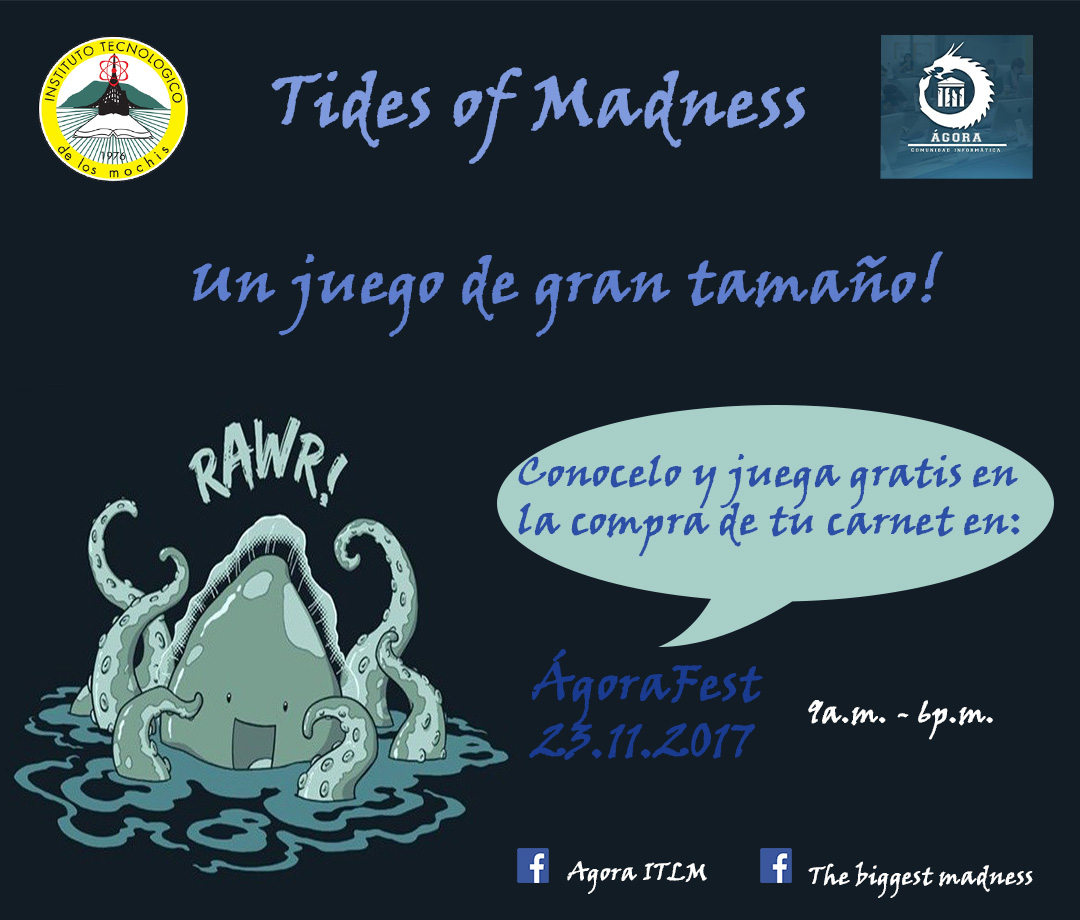 INSTITUTO TECNOLOGICO
de los mochis
1976
Tides of Madness
ÁGORA
COMUNIDAD INFORMÁTICA
Un juego de gran tamaño!
RAWR!
Conocelo y juega gratis en
la compra de tu carnet en:
ÁgoraFest
23.11.2017
9a.m. - 6p.m.
Agora ITLM
The biggest madness